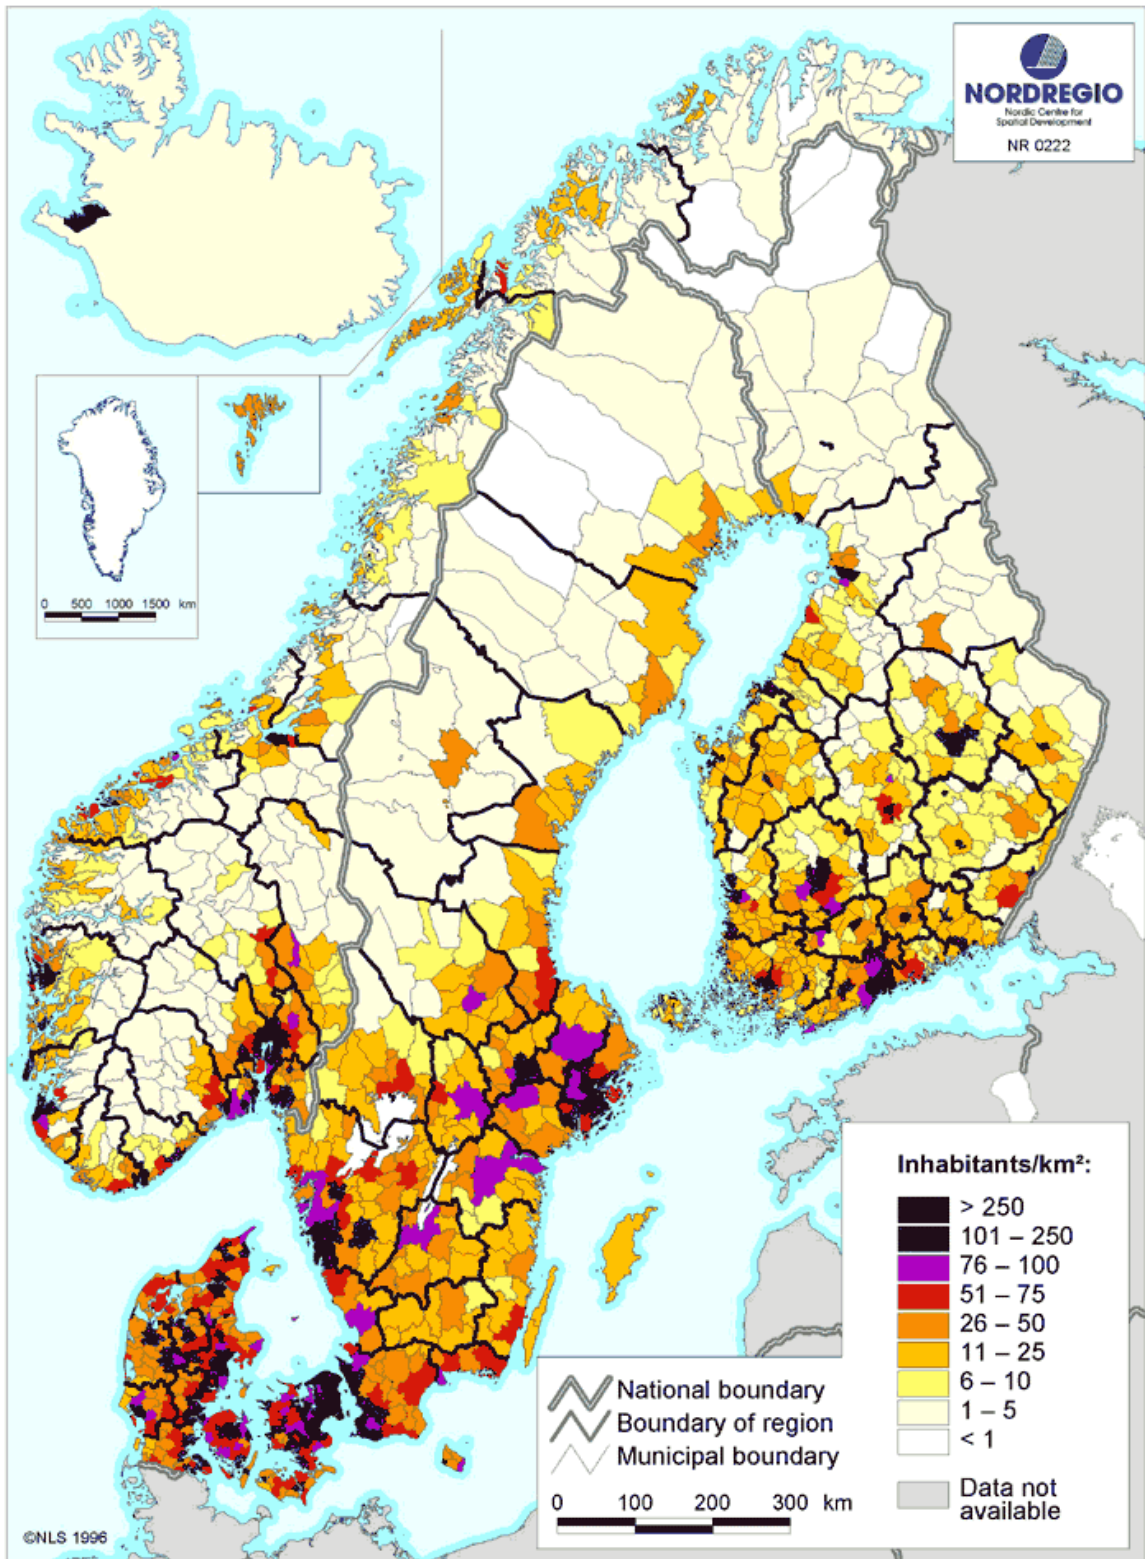 NORDREGIO
Nordic Centre for
Spatial Development
NR 0222
0 500 1000 1500 km
Inhabitants/km²:
> 250
101 – 250
76 – 100
51 – 75
26 – 50
11 – 25
6 – 10
1 – 5
< 1
Data not
available
National boundary
Boundary of region
Municipal boundary
0 100 200 300 km
©NLS 1996